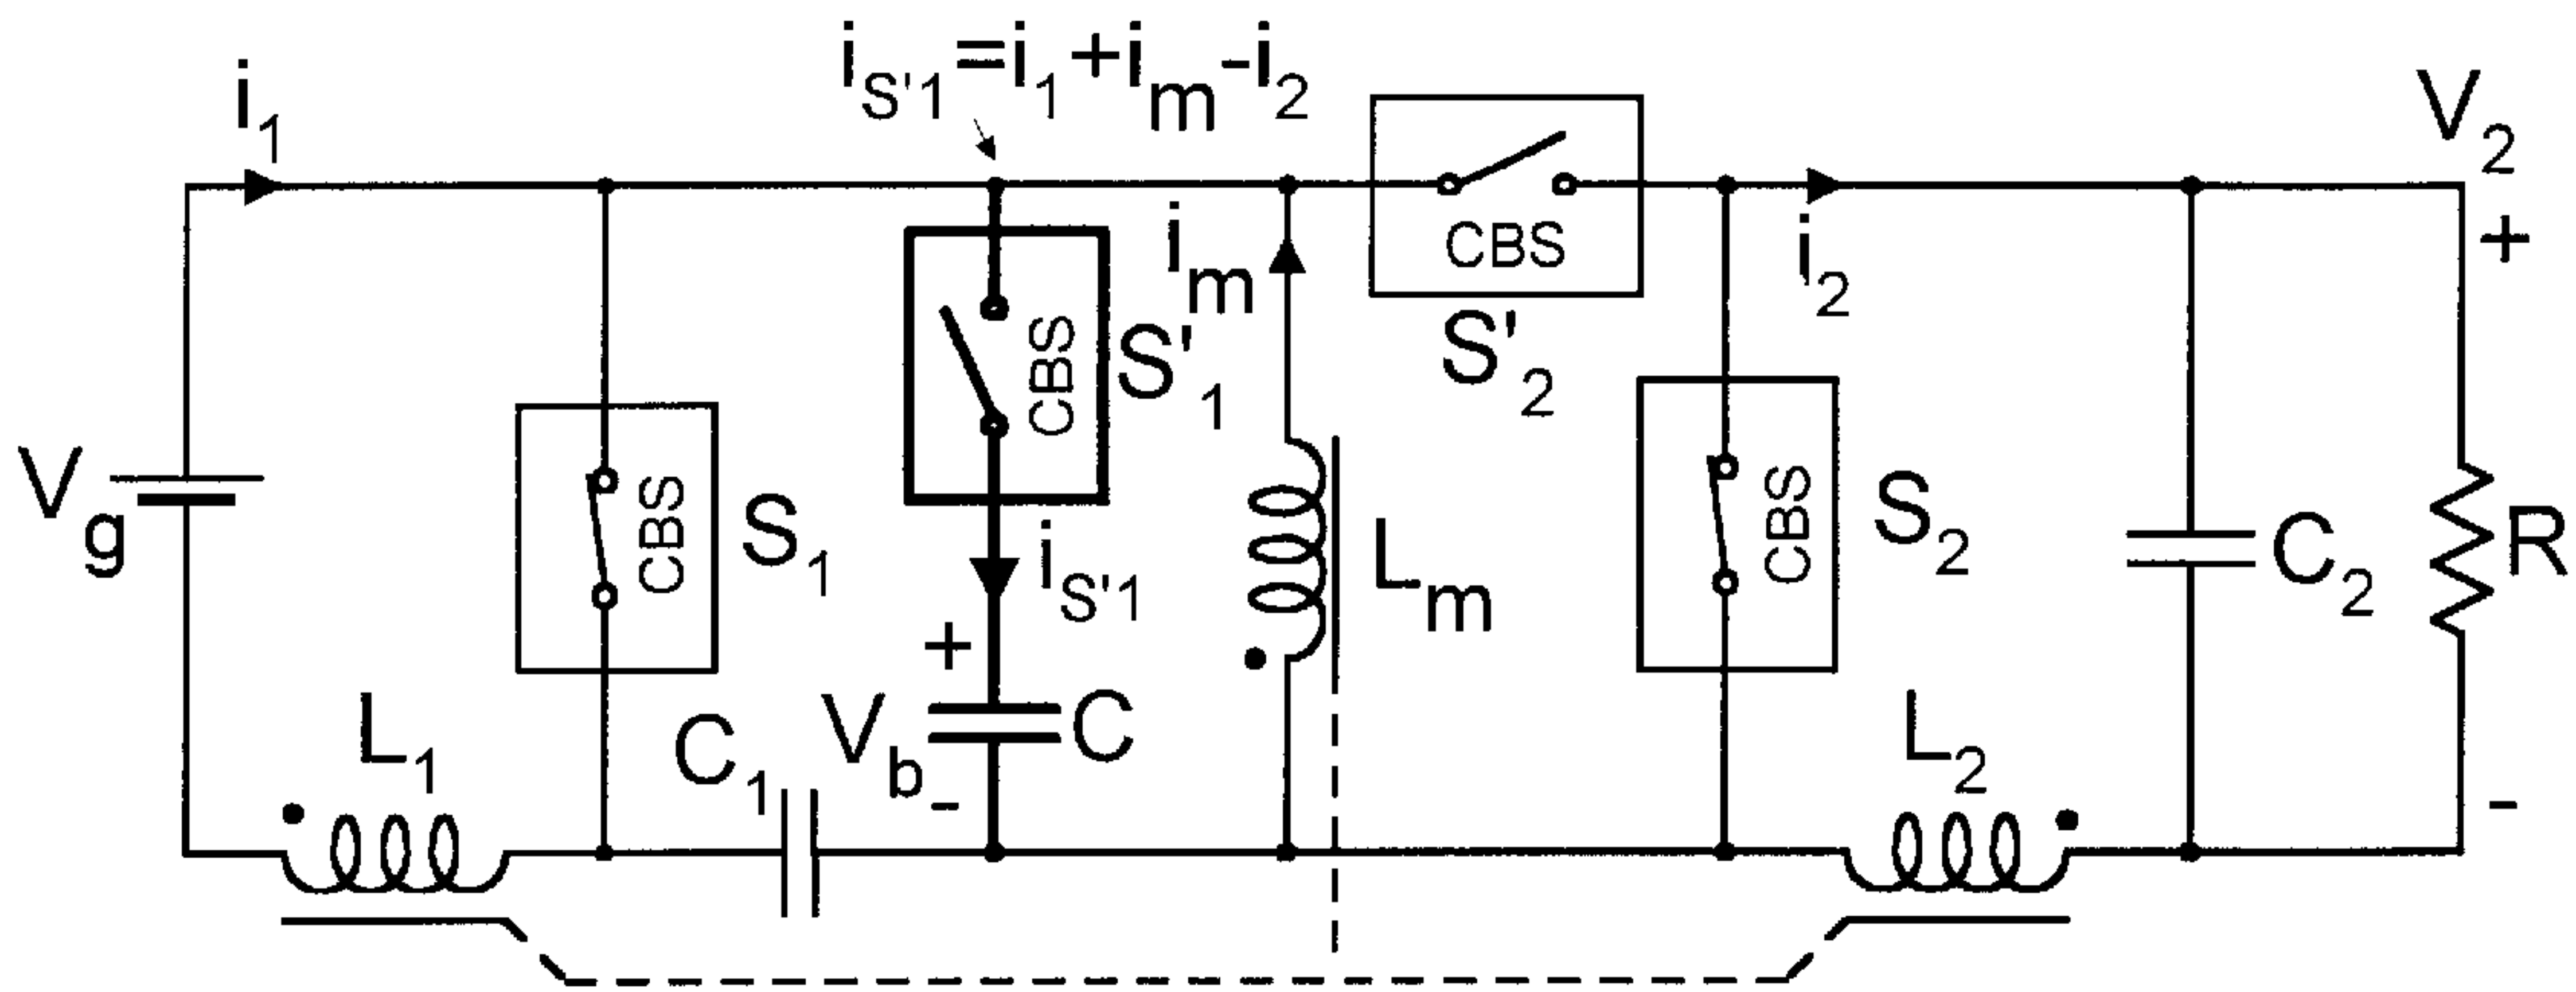 i1
iS'1=i1+im-i2
V2
+
im
CBS
i2
S'2
CBS
S'1
Vg
CBS
S1
iS'1
Lm
CBS
S2
C2
R
+
L1
C1
Vb
C
L2
-
-